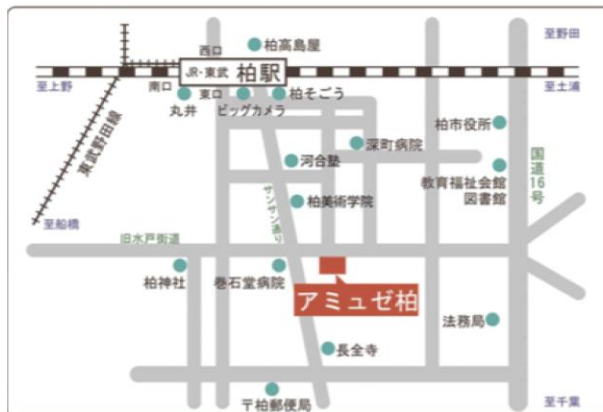 至野田
柏高島屋
西口
JR・東武 柏駅
至上野
南口
東口
至土浦
丸井
ビッグカメラ
柏そごう
東武野田線
柏市役所
深町病院
河合塾
国道16号
教育福祉会館
図書館
柏美術学院
サンサン通り
至船橋
旧水戸街道
柏神社
巻石堂病院
アミュゼ柏
法務局
長全寺
〒柏郵便局
至千葉